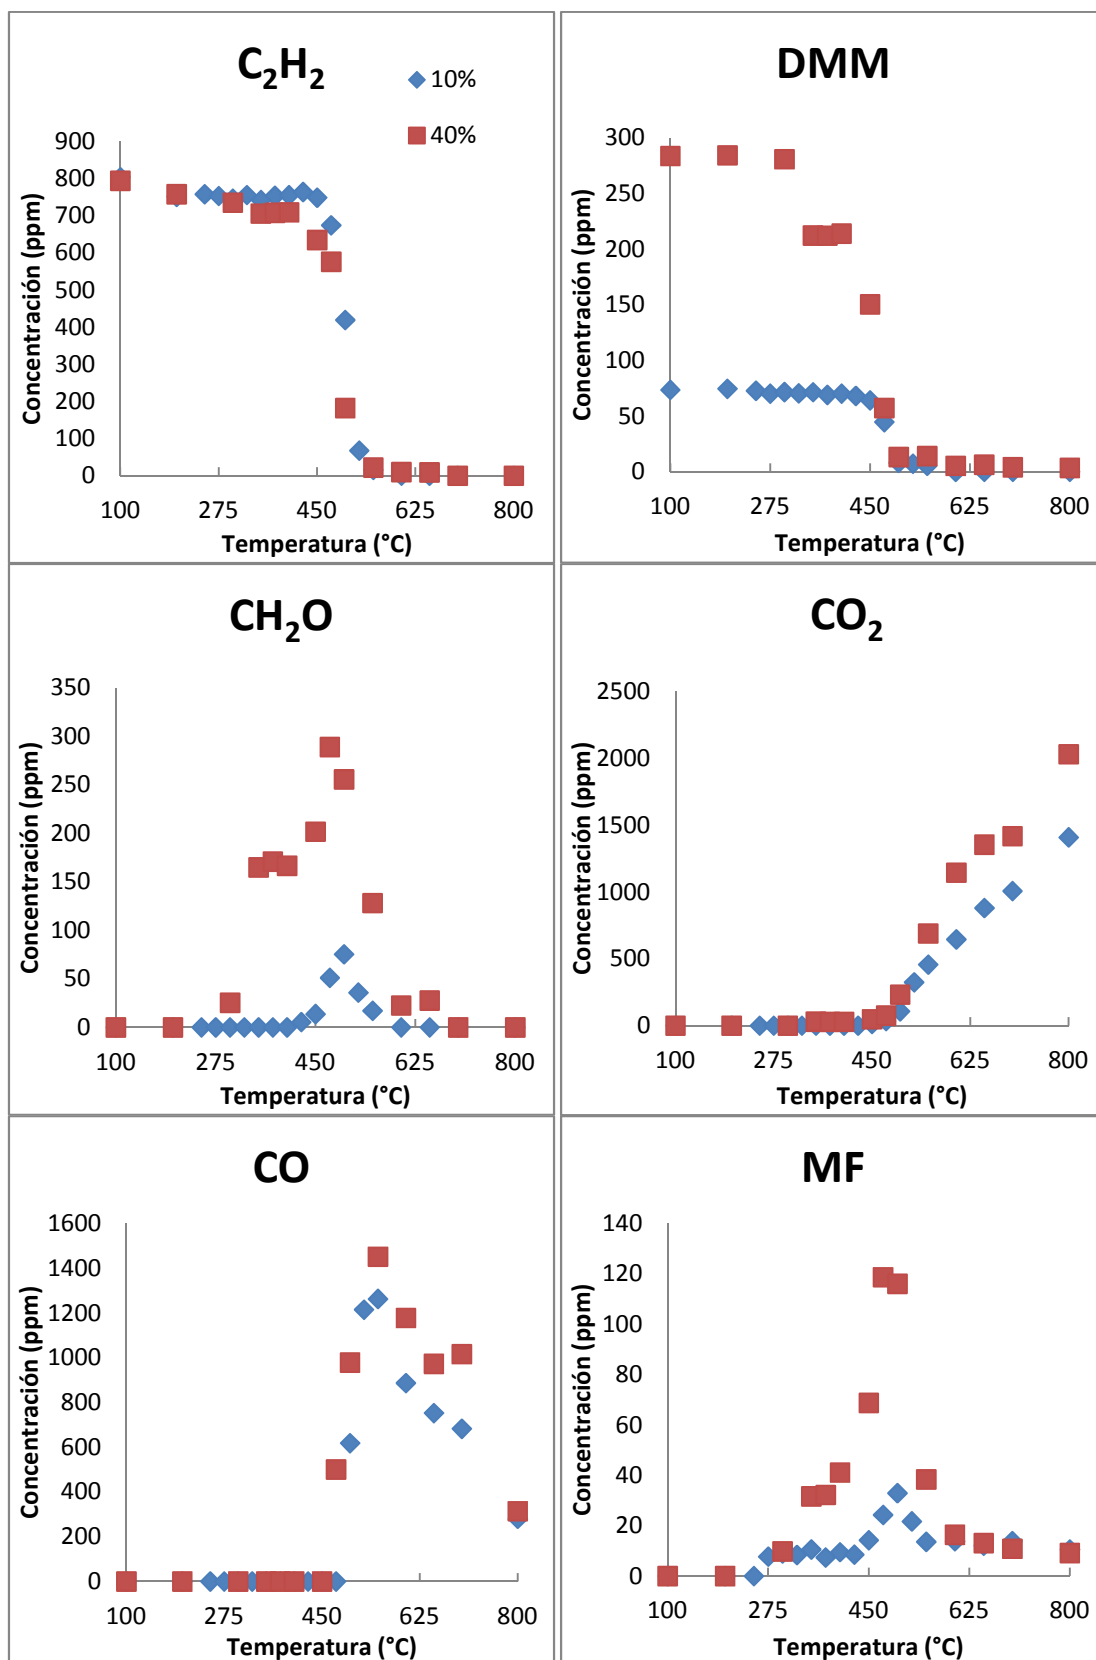 C₂H₂
10%
40%
900
800
700
600
500
400
300
200
100
0
100 275 450 625 800
Concentración (ppm)
Temperatura (°C)
DMM
300
250
200
150
100
50
0
100 275 450 625 800
Concentración (ppm)
Temperatura (°C)
CH₂O
350
300
250
200
150
100
50
0
100 275 450 625 800
Concentración (ppm)
Temperatura (°C)
CO₂
2500
2000
1500
1000
500
0
100 275 450 625 800
Concentración (ppm)
Temperatura (°C)
CO
1600
1400
1200
1000
800
600
400
200
0
100 275 450 625 800
Concentración (ppm)
Temperatura (°C)
MF
140
120
100
80
60
40
20
0
100 275 450 625 800
Concentración (ppm)
Temperatura (°C)